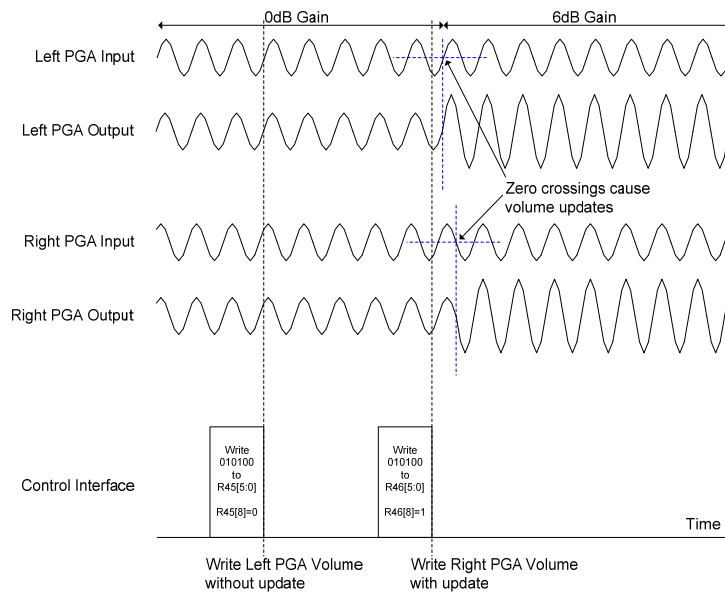 0dB Gain
6dB Gain
Left PGA Input
Left PGA Output
Zero crossings cause
volume updates
Right PGA Input
Right PGA Output
Write
010100
to
R45[5:0]
R45[8]=0
Write
010100
to
R46[5:0]
R46[8]=1
Control Interface
Time
Write Left PGA Volume
without update
Write Right PGA Volume
with update